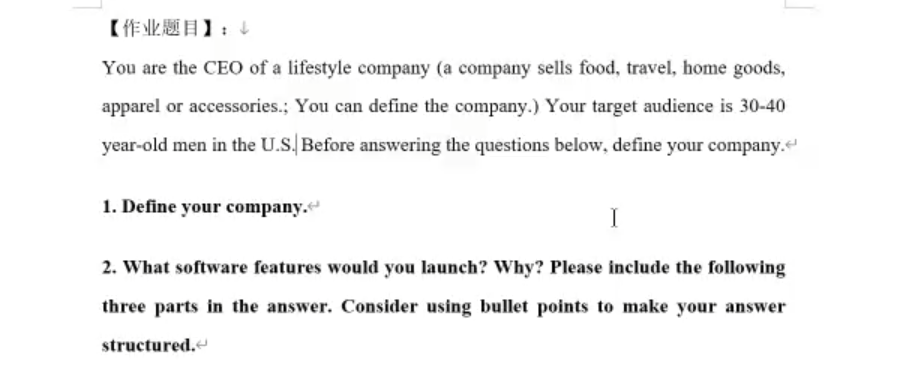 【作业题目】：
You are the CEO of a lifestyle company (a company sells food, travel, home goods,
apparel or accessories.; You can define the company.) Your target audience is 30-40
year-old men in the U.S. Before answering the questions below, define your company.
1. Define your company.
2. What software features would you launch? Why? Please include the following
three parts in the answer. Consider using bullet points to make your answer
structured.